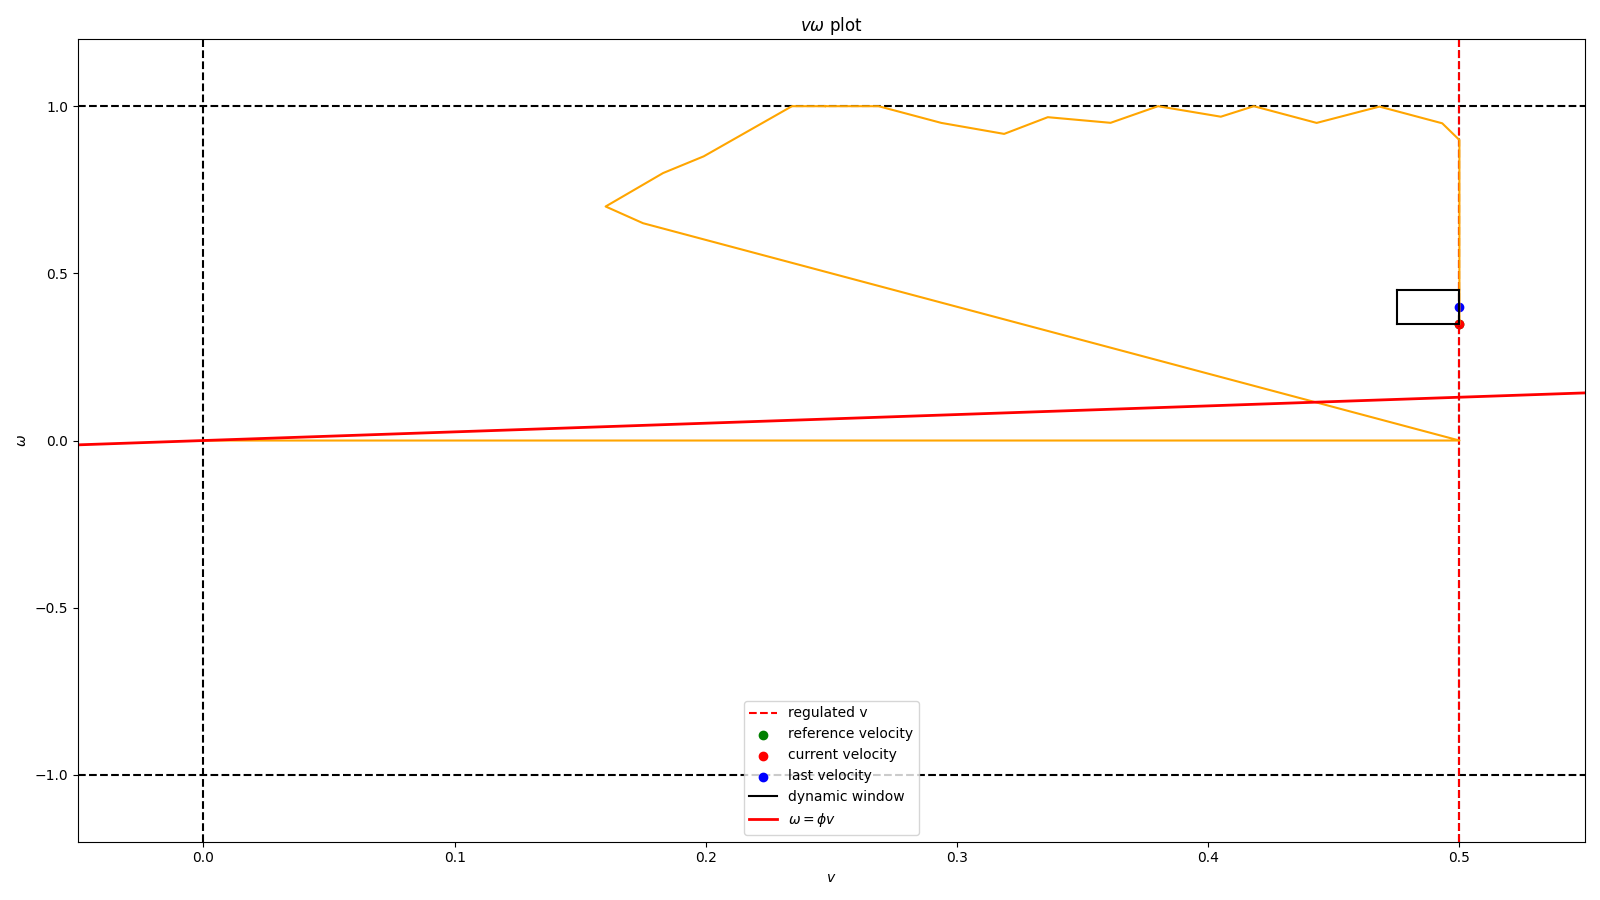 vω plot
1.0
0.5
0.0
−0.5
−1.0
ω
regulated v
reference velocity
current velocity
last velocity
dynamic window
ω = ϕv
0.0 0.1 0.2 0.3 0.4 0.5
v